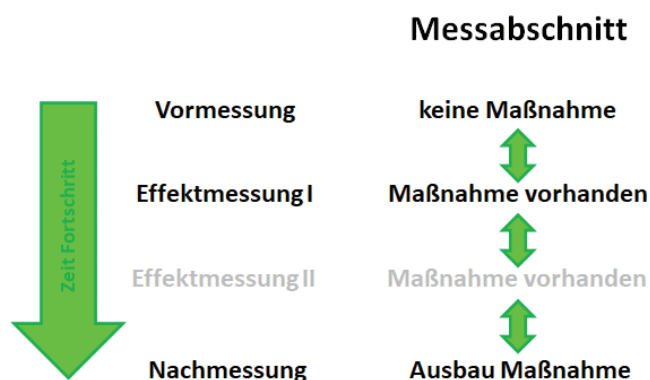 Messabschnitt
Vormessung keine Maßnahme
Effektmessung I Maßnahme vorhanden
Zeit Fortschritt
Effektmessung II Maßnahme vorhanden
Nachmessung Ausbau Maßnahme